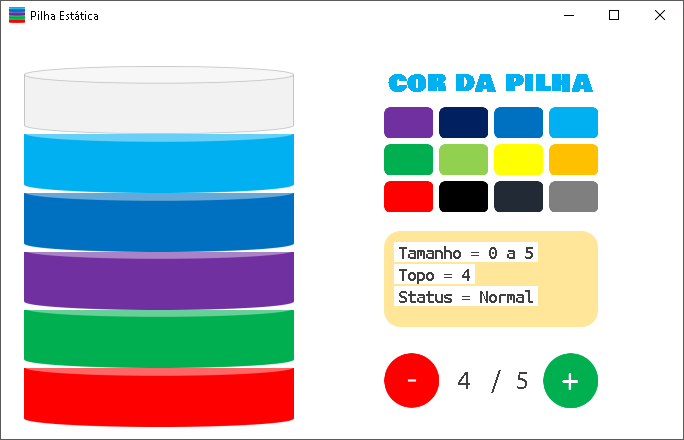 Pilha Estática
COR DA PILHA
Tamanho = 0 a 5
Topo = 4
Status = Normal
- 4 / 5 +